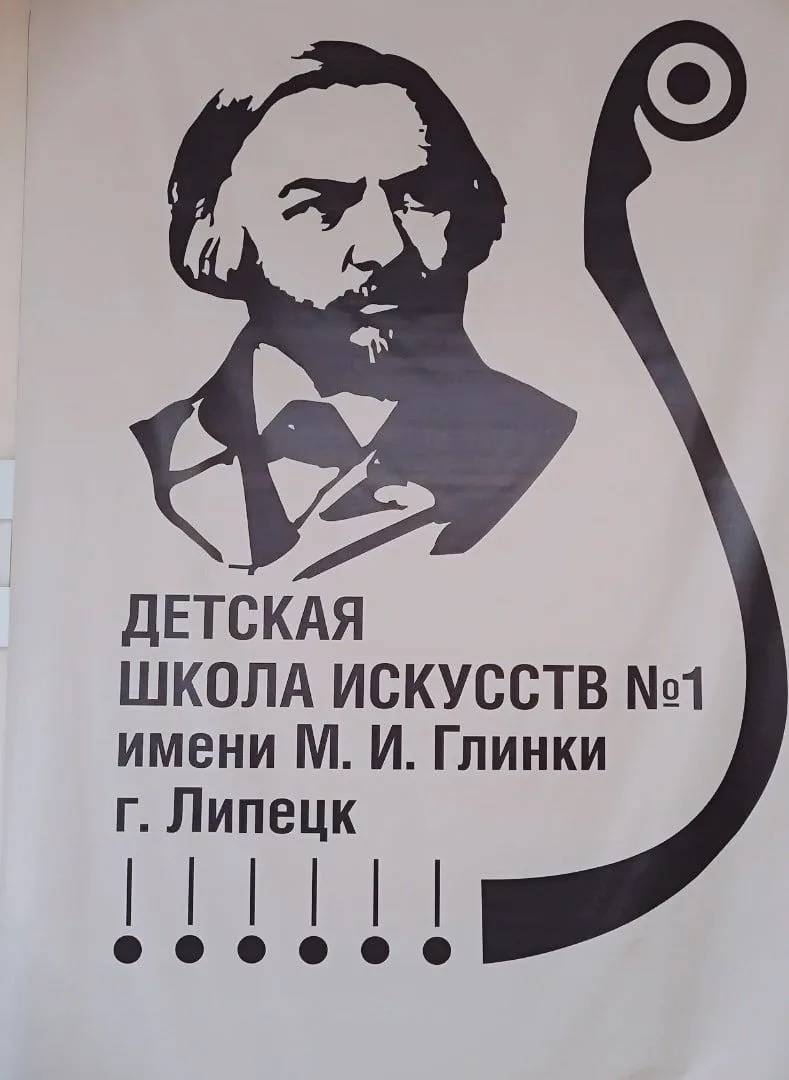 ДЕТСКАЯ
ШКОЛА ИСКУССТВ №1
имени М. И. Глинки
г. Липецк